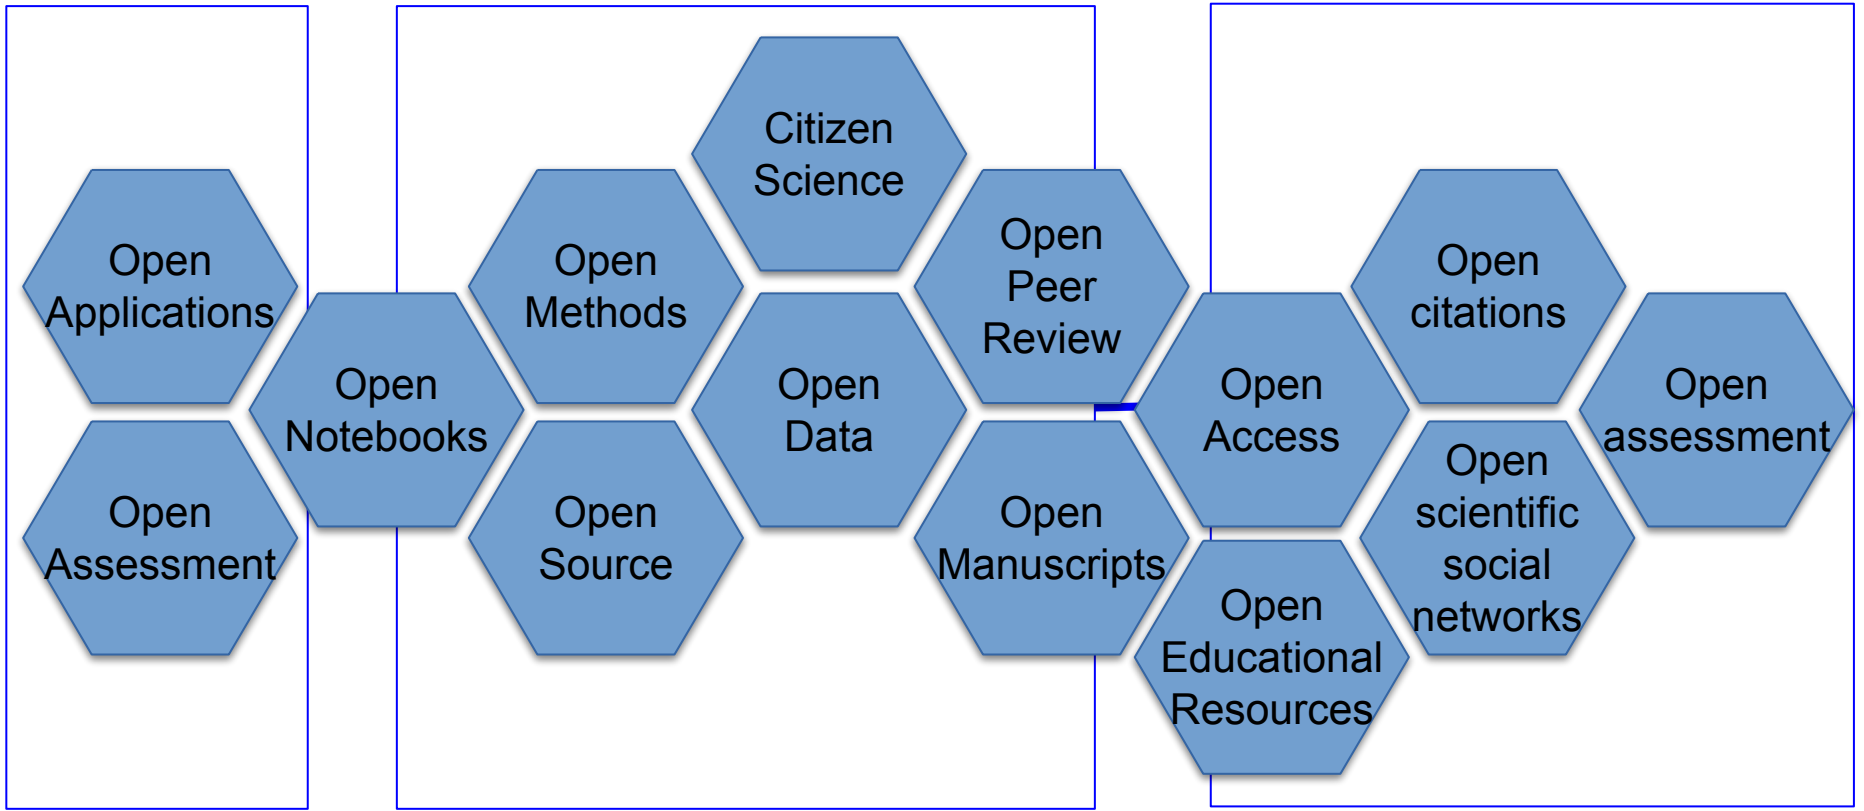 Open
Applications
Open
Assessment
Open
Notebooks
Open
Methods
Open
Source
Citizen
Science
Open
Data
Open
Peer
Review
Open
Manuscripts
Open
Access
Open
Educational
Resources
Open
citations
Open
scientific
social
networks
Open
assessment